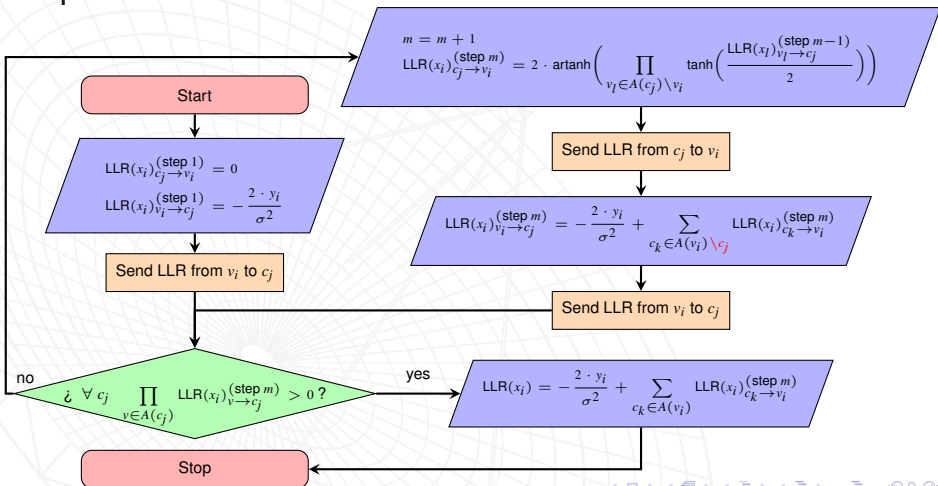 m = m + 1
LLR(x_i)_{c_j→v_i}^{(step m)} = 2 · artanh( ∏_{v_l∈A(c_j)\v_i} tanh( LLR(x_l)_{v_l→c_j}^{(step m−1)} / 2 ) )
Start
Send LLR from c_j to v_i
LLR(x_i)_{c_j→v_i}^{(step 1)} = 0
LLR(x_i)_{v_i→c_j}^{(step 1)} = − 2 · y_i / σ^2
LLR(x_i)_{v_i→c_j}^{(step m)} = − 2 · y_i / σ^2 + ∑_{c_k∈A(v_i)\c_j} LLR(x_i)_{c_k→v_i}^{(step m)}
Send LLR from v_i to c_j
Send LLR from v_i to c_j
no
¿ ∀ c_j ∏_{v∈A(c_j)} LLR(x_i)_{v→c_j}^{(step m)} > 0 ?
yes
LLR(x_i) = − 2 · y_i / σ^2 + ∑_{c_k∈A(v_i)} LLR(x_i)_{c_k→v_i}^{(step m)}
Stop